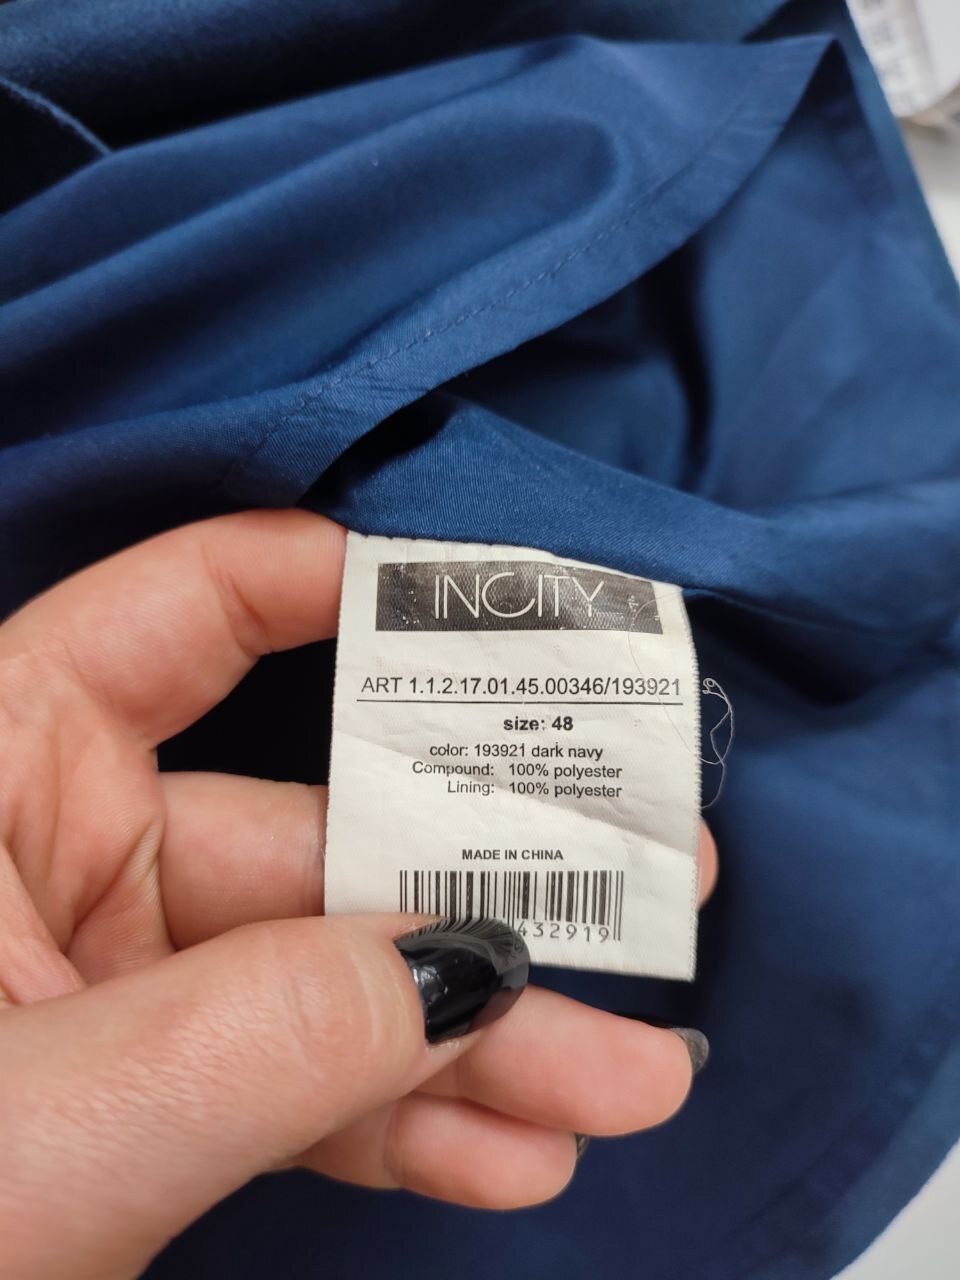 INCITY
ART 1.1.2.17.01.45.00346/193921
size: 48
color: 193921 dark navy
Compound: 100% polyester
Lining: 100% polyester
MADE IN CHINA
432919